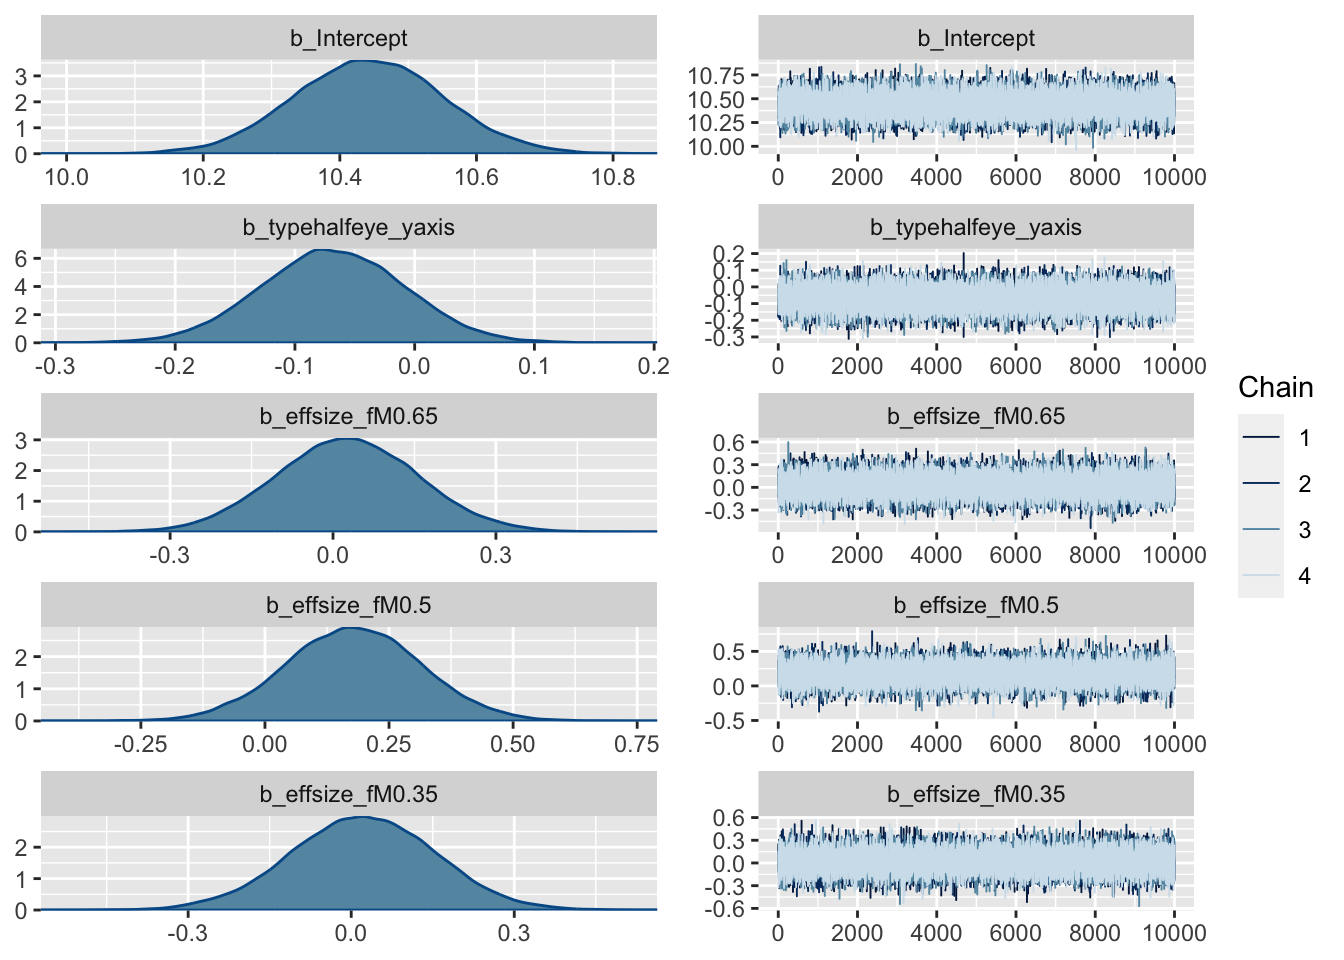 b_Intercept
3
2
1
0
10.0 10.2 10.4 10.6 10.8
b_Intercept
10.75
10.50
10.25
10.00
0 2000 4000 6000 8000 10000
b_typehalfeye_yaxis
6
4
2
0
-0.3 -0.2 -0.1 0.0 0.1 0.2
b_typehalfeye_yaxis
0.2
0.1
0.0
-0.1
-0.2
-0.3
0 2000 4000 6000 8000 10000
b_effsize_fM0.65
3
2
1
0
-0.3 0.0 0.3
b_effsize_fM0.65
0.6
0.3
0.0
-0.3
0 2000 4000 6000 8000 10000
b_effsize_fM0.5
2
1
0
-0.25 0.00 0.25 0.50 0.75
b_effsize_fM0.5
0.5
0.0
-0.5
0 2000 4000 6000 8000 10000
b_effsize_fM0.35
2
1
0
-0.3 0.0 0.3
b_effsize_fM0.35
0.6
0.3
0.0
-0.3
-0.6
0 2000 4000 6000 8000 10000
Chain
1
2
3
4